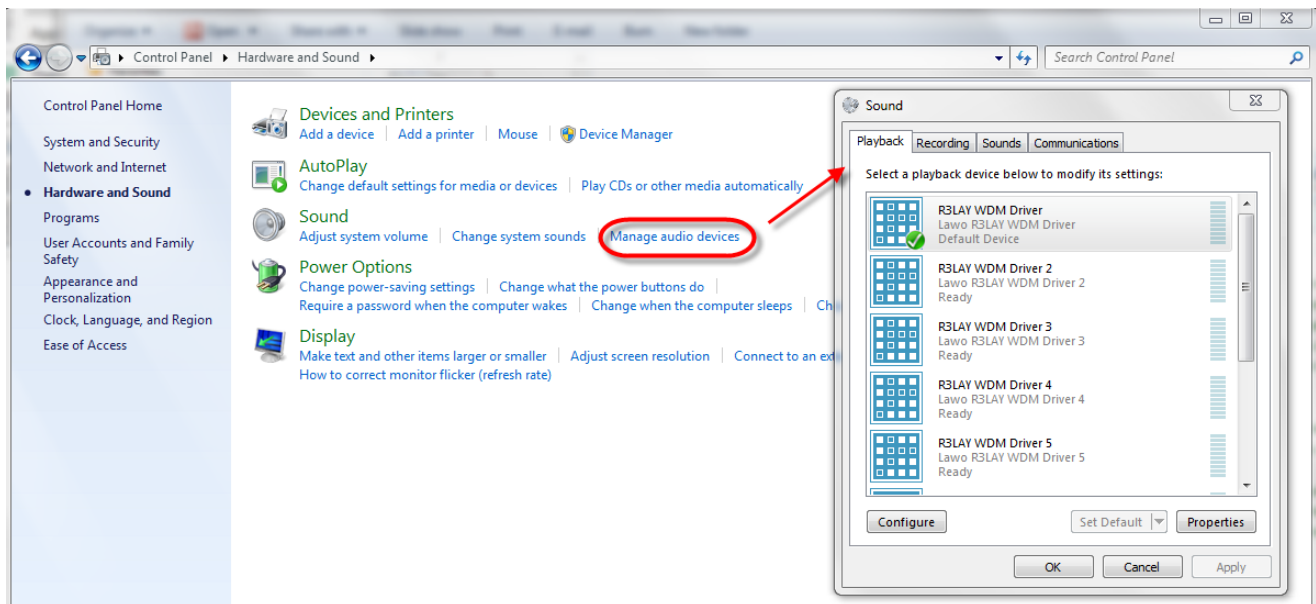 Control Panel Hardware and Sound Search Control Panel
Control Panel Home
System and Security
Network and Internet
Hardware and Sound
Programs
User Accounts and Family
Safety
Appearance and
Personalization
Clock, Language, and Region
Ease of Access
Devices and Printers
Add a device Add a printer Mouse Device Manager
AutoPlay
Change default settings for media or devices Play CDs or other media automatically
Sound
Adjust system volume Change system sounds Manage audio devices
Power Options
Change power-saving settings Change what the power buttons do
Require a password when the computer wakes Change when the computer sleeps Ch
Display
Make text and other items larger or smaller Adjust screen resolution Connect to an ext
How to correct monitor flicker (refresh rate)
Sound
Playback Recording Sounds Communications
Select a playback device below to modify its settings:
R3LAY WDM Driver
Lawo R3LAY WDM Driver
Default Device
R3LAY WDM Driver 2
Lawo R3LAY WDM Driver 2
Ready
R3LAY WDM Driver 3
Lawo R3LAY WDM Driver 3
Ready
R3LAY WDM Driver 4
Lawo R3LAY WDM Driver 4
Ready
R3LAY WDM Driver 5
Lawo R3LAY WDM Driver 5
Ready
Configure Set Default Properties
OK Cancel Apply